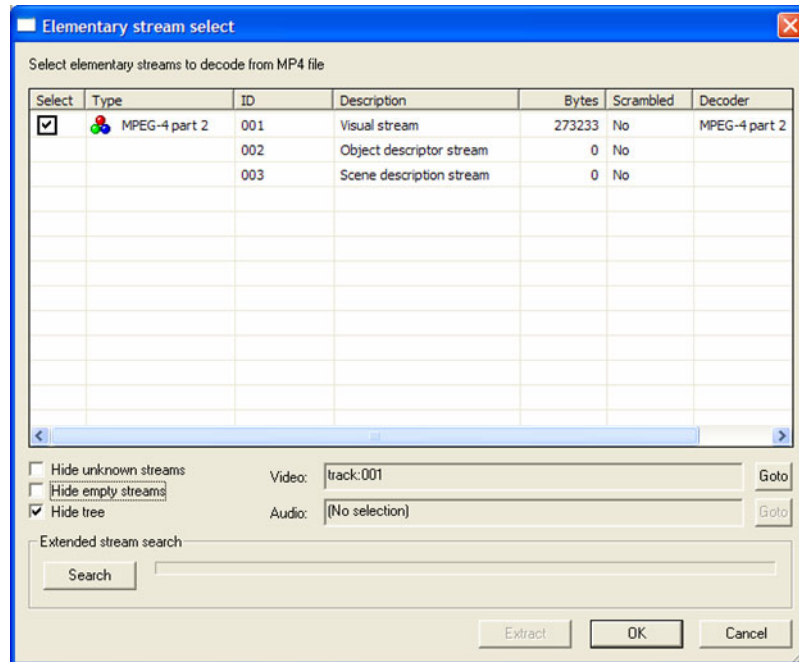 Elementary stream select
Select elementary streams to decode from MP4 file
Select Type ID Description Bytes Scrambled Decoder
MPEG-4 part 2 001 Visual stream 273233 No MPEG-4 part 2
002 Object descriptor stream 0 No
003 Scene description stream 0 No
Hide unknown streams
Hide empty streams
Hide tree
Video: track:001 Goto
Audio: (No selection) Goto
Extended stream search
Search
Extract OK Cancel